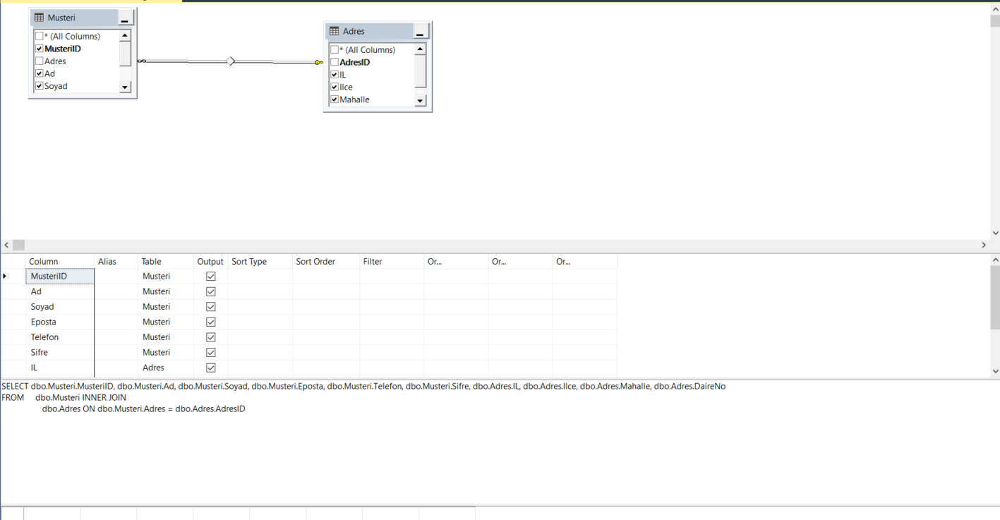 Musteri
* (All Columns)
MusteriID
Adres
Ad
Soyad
Adres
* (All Columns)
AdresID
IL
Ilce
Mahalle
Column Alias Table Output Sort Type Sort Order Filter Or... Or... Or...
MusteriID Musteri
Ad Musteri
Soyad Musteri
Eposta Musteri
Telefon Musteri
Sifre Musteri
IL Adres
SELECT dbo.Musteri.MusteriID, dbo.Musteri.Ad, dbo.Musteri.Soyad, dbo.Musteri.Eposta, dbo.Musteri.Telefon, dbo.Musteri.Sifre, dbo.Adres.IL, dbo.Adres.Ilce, dbo.Adres.Mahalle, dbo.Adres.DaireNo
FROM dbo.Musteri INNER JOIN
dbo.Adres ON dbo.Musteri.Adres = dbo.Adres.AdresID